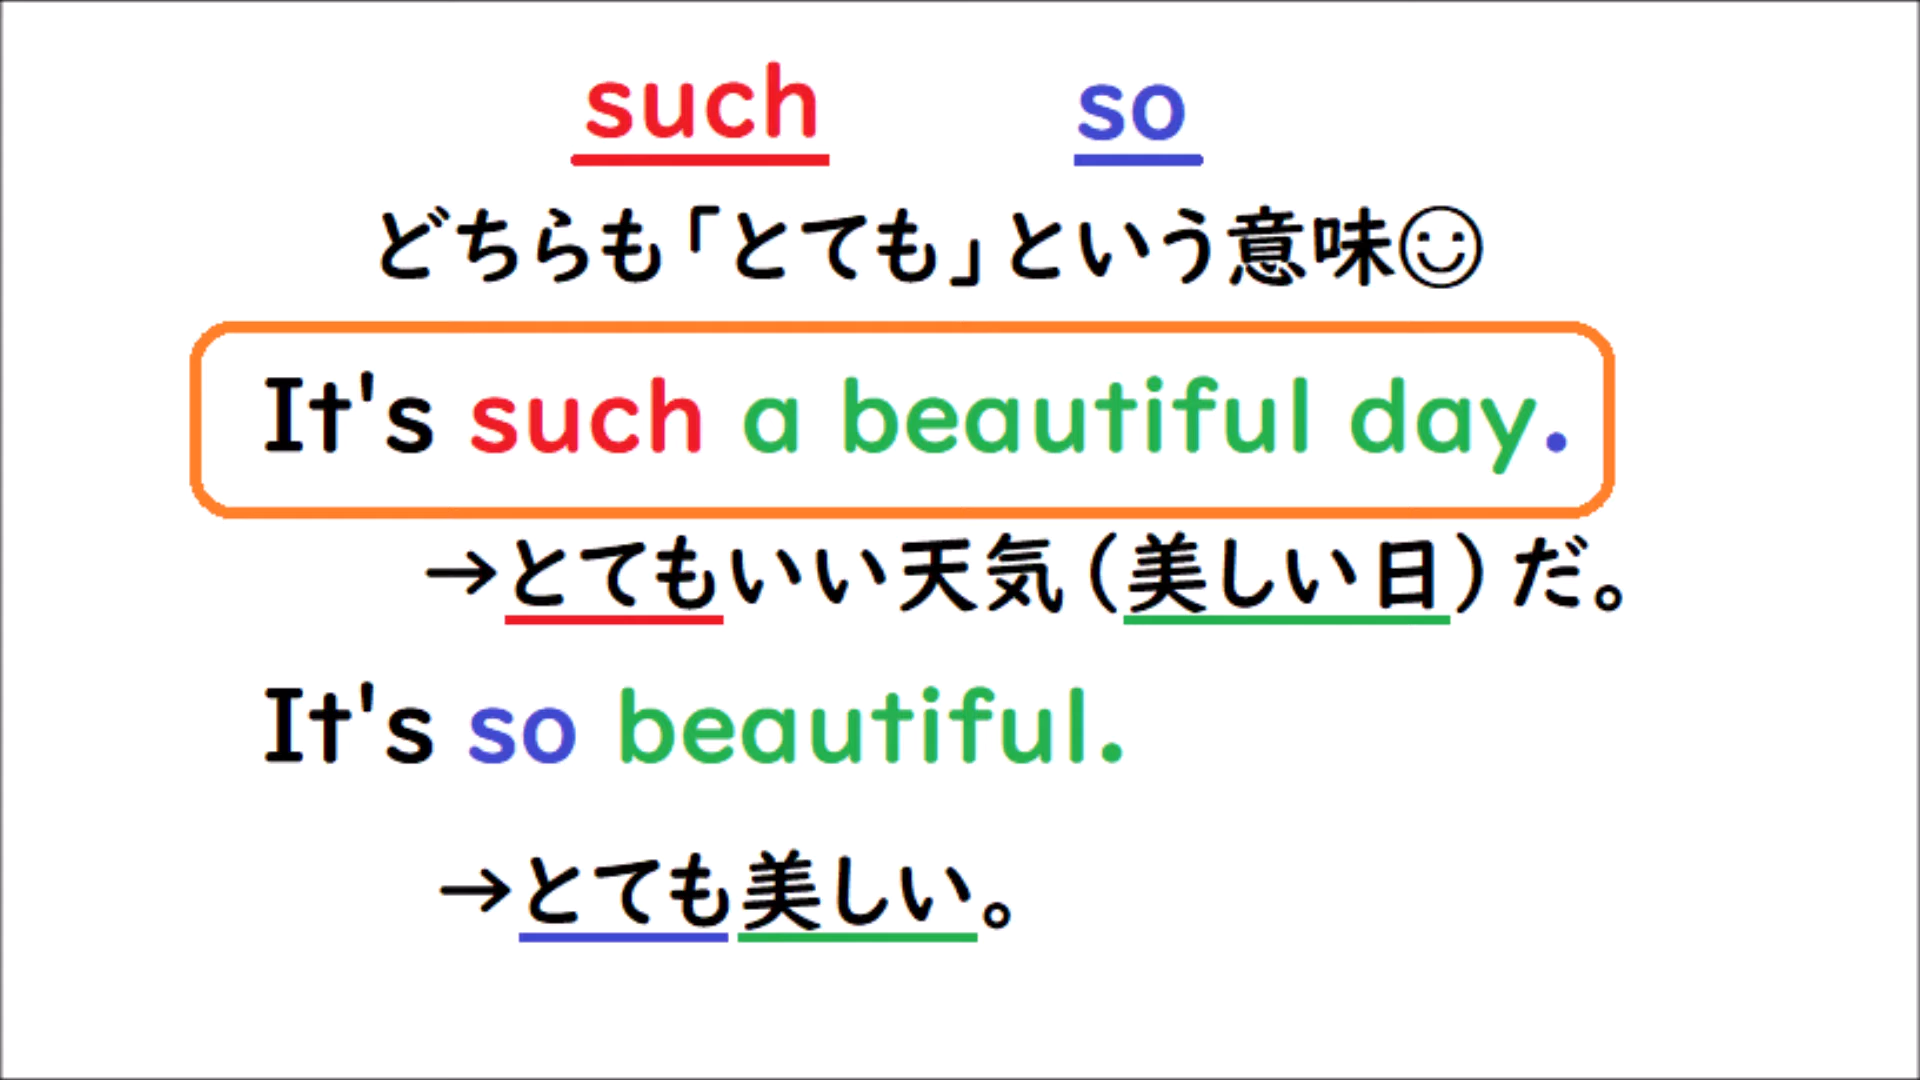 such so
どちらも「とても」という意味☺
It's such a beautiful day.
→とてもいい天気（美しい日）だ。
It's so beautiful.
→とても美しい。